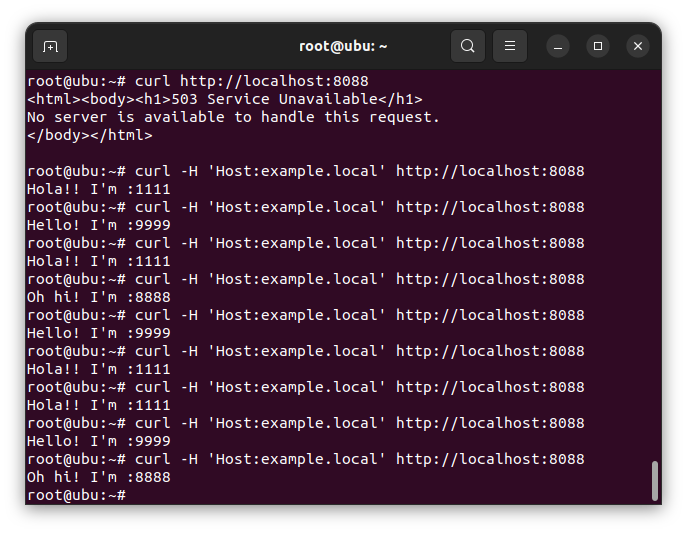 root@ubu: ~
root@ubu:~# curl http://localhost:8088
<html><body><h1>503 Service Unavailable</h1>
No server is available to handle this request.
</body></html>
root@ubu:~# curl -H 'Host:example.local' http://localhost:8088
Hola!! I'm :1111
root@ubu:~# curl -H 'Host:example.local' http://localhost:8088
Hello! I'm :9999
root@ubu:~# curl -H 'Host:example.local' http://localhost:8088
Hola!! I'm :1111
root@ubu:~# curl -H 'Host:example.local' http://localhost:8088
Oh hi! I'm :8888
root@ubu:~# curl -H 'Host:example.local' http://localhost:8088
Hello! I'm :9999
root@ubu:~# curl -H 'Host:example.local' http://localhost:8088
Hola!! I'm :1111
root@ubu:~# curl -H 'Host:example.local' http://localhost:8088
Hola!! I'm :1111
root@ubu:~# curl -H 'Host:example.local' http://localhost:8088
Hello! I'm :9999
root@ubu:~# curl -H 'Host:example.local' http://localhost:8088
Oh hi! I'm :8888
root@ubu:~#